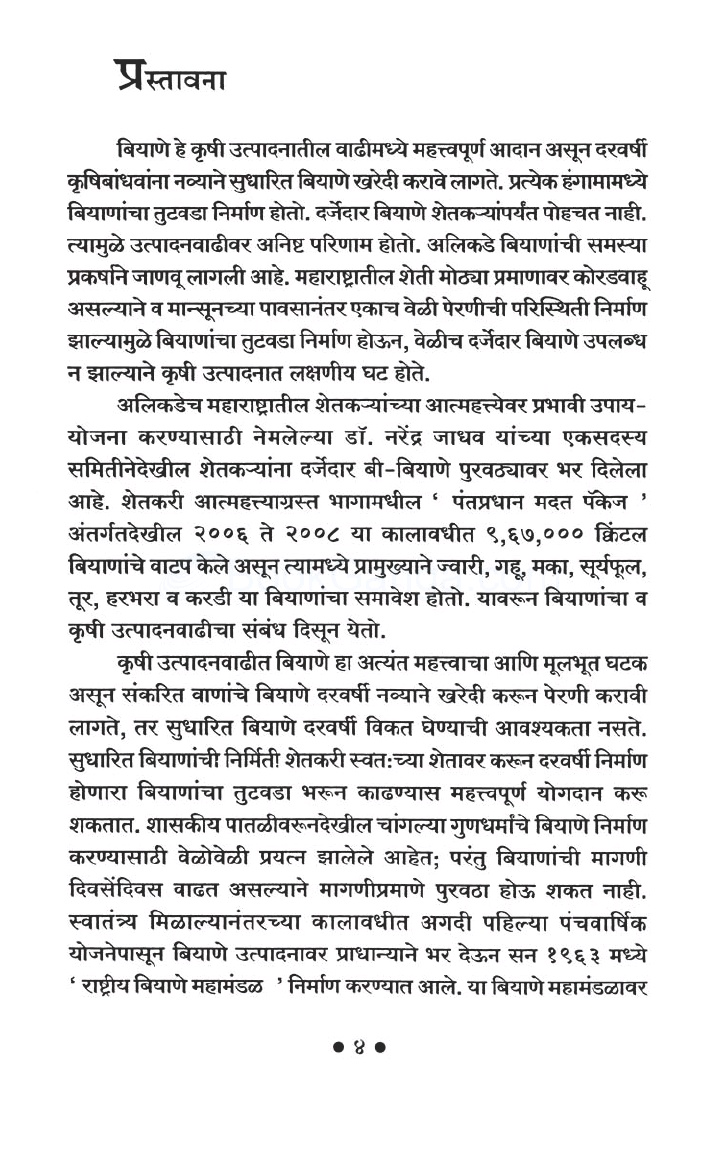 प्रस्तावना
बियाणे हे कृषी उत्पादनातील वाढीमध्ये महत्त्वपूर्ण आदान असून दरवर्षी
कृषिबांधवांना नव्याने सुधारित बियाणे खरेदी करावे लागते. प्रत्येक हंगामामध्ये
बियाणांचा तुटवडा निर्माण होतो. दर्जेदार बियाणे शेतकऱ्यांपर्यंत पोहचत नाही.
त्यामुळे उत्पादनवाढीवर अनिष्ट परिणाम होतो. अलिकडे बियाणांची समस्या
प्रकर्षाने जाणवू लागली आहे. महाराष्ट्रातील शेती मोठ्या प्रमाणावर कोरडवाहू
असल्याने व मान्सूनच्या पावसानंतर एकाच वेळी पेरणीची परिस्थिती निर्माण
झाल्यामुळे बियाणांचा तुटवडा निर्माण होऊन, वेळीच दर्जेदार बियाणे उपलब्ध
न झाल्याने कृषी उत्पादनात लक्षणीय घट होते.
अलिकडेच महाराष्ट्रातील शेतकऱ्यांच्या आत्महत्त्येवर प्रभावी उपाय-
योजना करण्यासाठी नेमलेल्या डॉ. नरेंद्र जाधव यांच्या एकसदस्य
समितीनेदेखील शेतकऱ्यांना दर्जेदार बी-बियाणे पुरवठ्यावर भर दिलेला
आहे. शेतकरी आत्महत्त्याग्रस्त भागामधील ‘ पंतप्रधान मदत पॅकेज ’
अंतर्गतदेखील २००६ ते २००८ या कालावधीत ९,६७,००० क्विंटल
बियाणांचे वाटप केले असून त्यामध्ये प्रामुख्याने ज्वारी, गहू, मका, सूर्यफूल,
तूर, हरभरा व करडी या बियाणांचा समावेश होतो. यावरून बियाणांचा व
कृषी उत्पादनवाढीचा संबंध दिसून येतो.
कृषी उत्पादनवाढीत बियाणे हा अत्यंत महत्त्वाचा आणि मूलभूत घटक
असून संकरित वाणांचे बियाणे दरवर्षी नव्याने खरेदी करून पेरणी करावी
लागते, तर सुधारित बियाणे दरवर्षी विकत घेण्याची आवश्यकता नसते.
सुधारित बियाणांची निर्मिती शेतकरी स्वतःच्या शेतावर करून दरवर्षी निर्माण
होणारा बियाणांचा तुटवडा भरून काढण्यास महत्त्वपूर्ण योगदान करू
शकतात. शासकीय पातळीवरूनदेखील चांगल्या गुणधर्मांचे बियाणे निर्माण
करण्यासाठी वेळोवेळी प्रयत्न झालेले आहेत; परंतु बियाणांची मागणी
दिवसेंदिवस वाढत असल्याने मागणीप्रमाणे पुरवठा होऊ शकत नाही.
स्वातंत्र्य मिळाल्यानंतरच्या कालावधीत अगदी पहिल्या पंचवार्षिक
योजनेपासून बियाणे उत्पादनावर प्राधान्याने भर देऊन सन १९६३ मध्ये
‘ राष्ट्रीय बियाणे महामंडळ ’ निर्माण करण्यात आले. या बियाणे महामंडळावर
● ४ ●